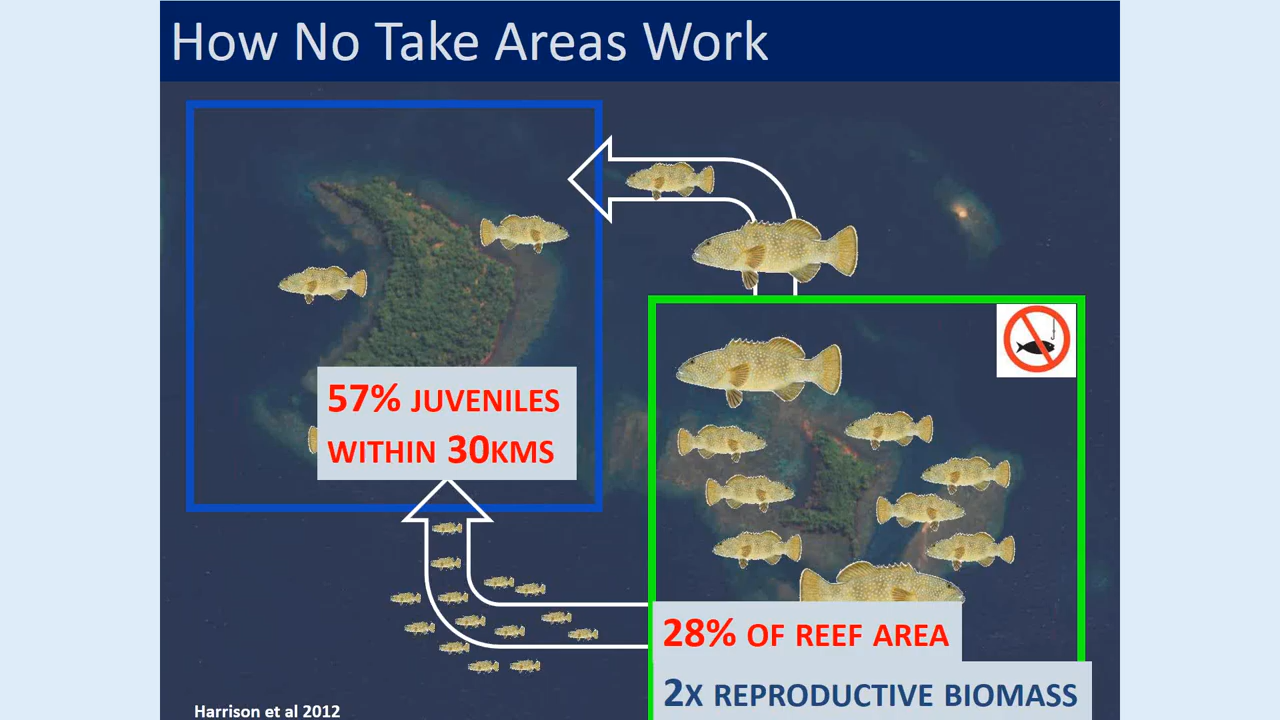 How No Take Areas Work
57% JUVENILES
WITHIN 30KMS
28% OF REEF AREA
2X REPRODUCTIVE BIOMASS
Harrison et al 2012